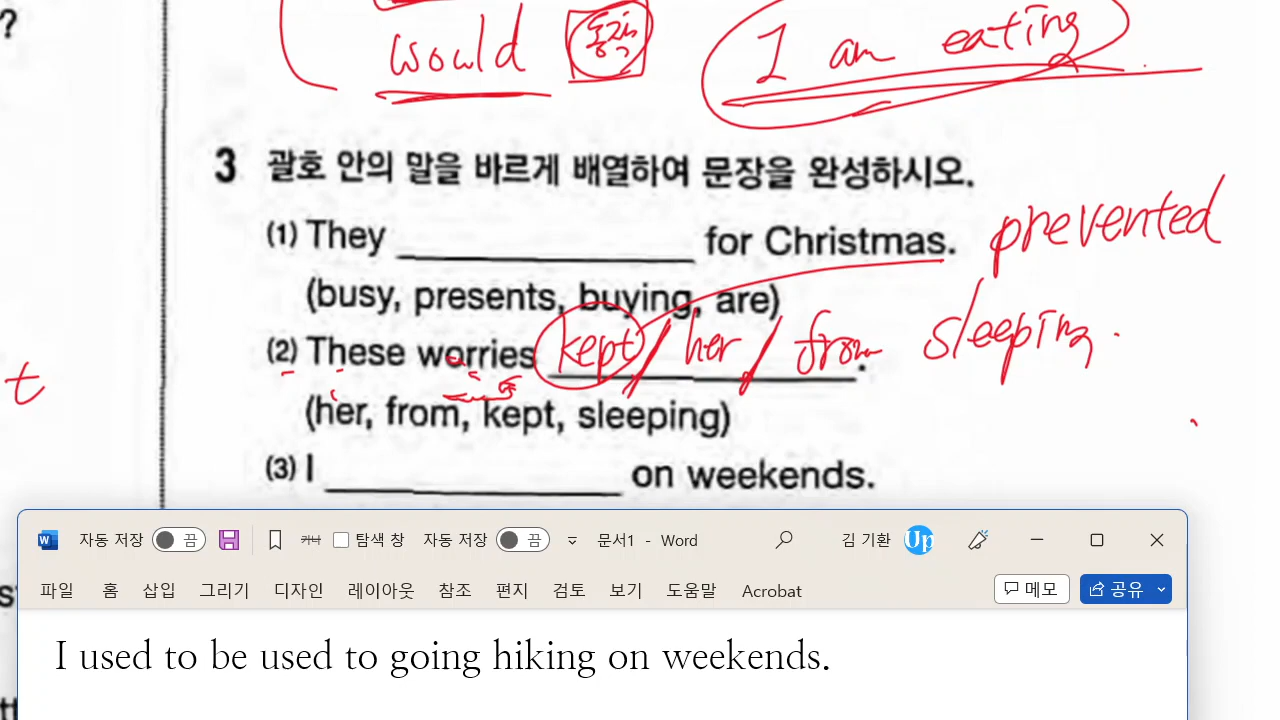 ?
would 동작
I am eating
3 괄호 안의 말을 바르게 배열하여 문장을 완성하시오.
(1) They ____________ for Christmas.
prevented
(busy, presents, buying, are)
(2) These worries kept / her / from sleeping.
(her, from, kept, sleeping)
t
(3) I ____________ on weekends.
자동 저장 끔 가나 탐색 창 자동 저장 끔 문서1 - Word 김 기환 Up
파일 홈 삽입 그리기 디자인 레이아웃 참조 편지 검토 보기 도움말 Acrobat 메모 공유
I used to be used to going hiking on weekends.